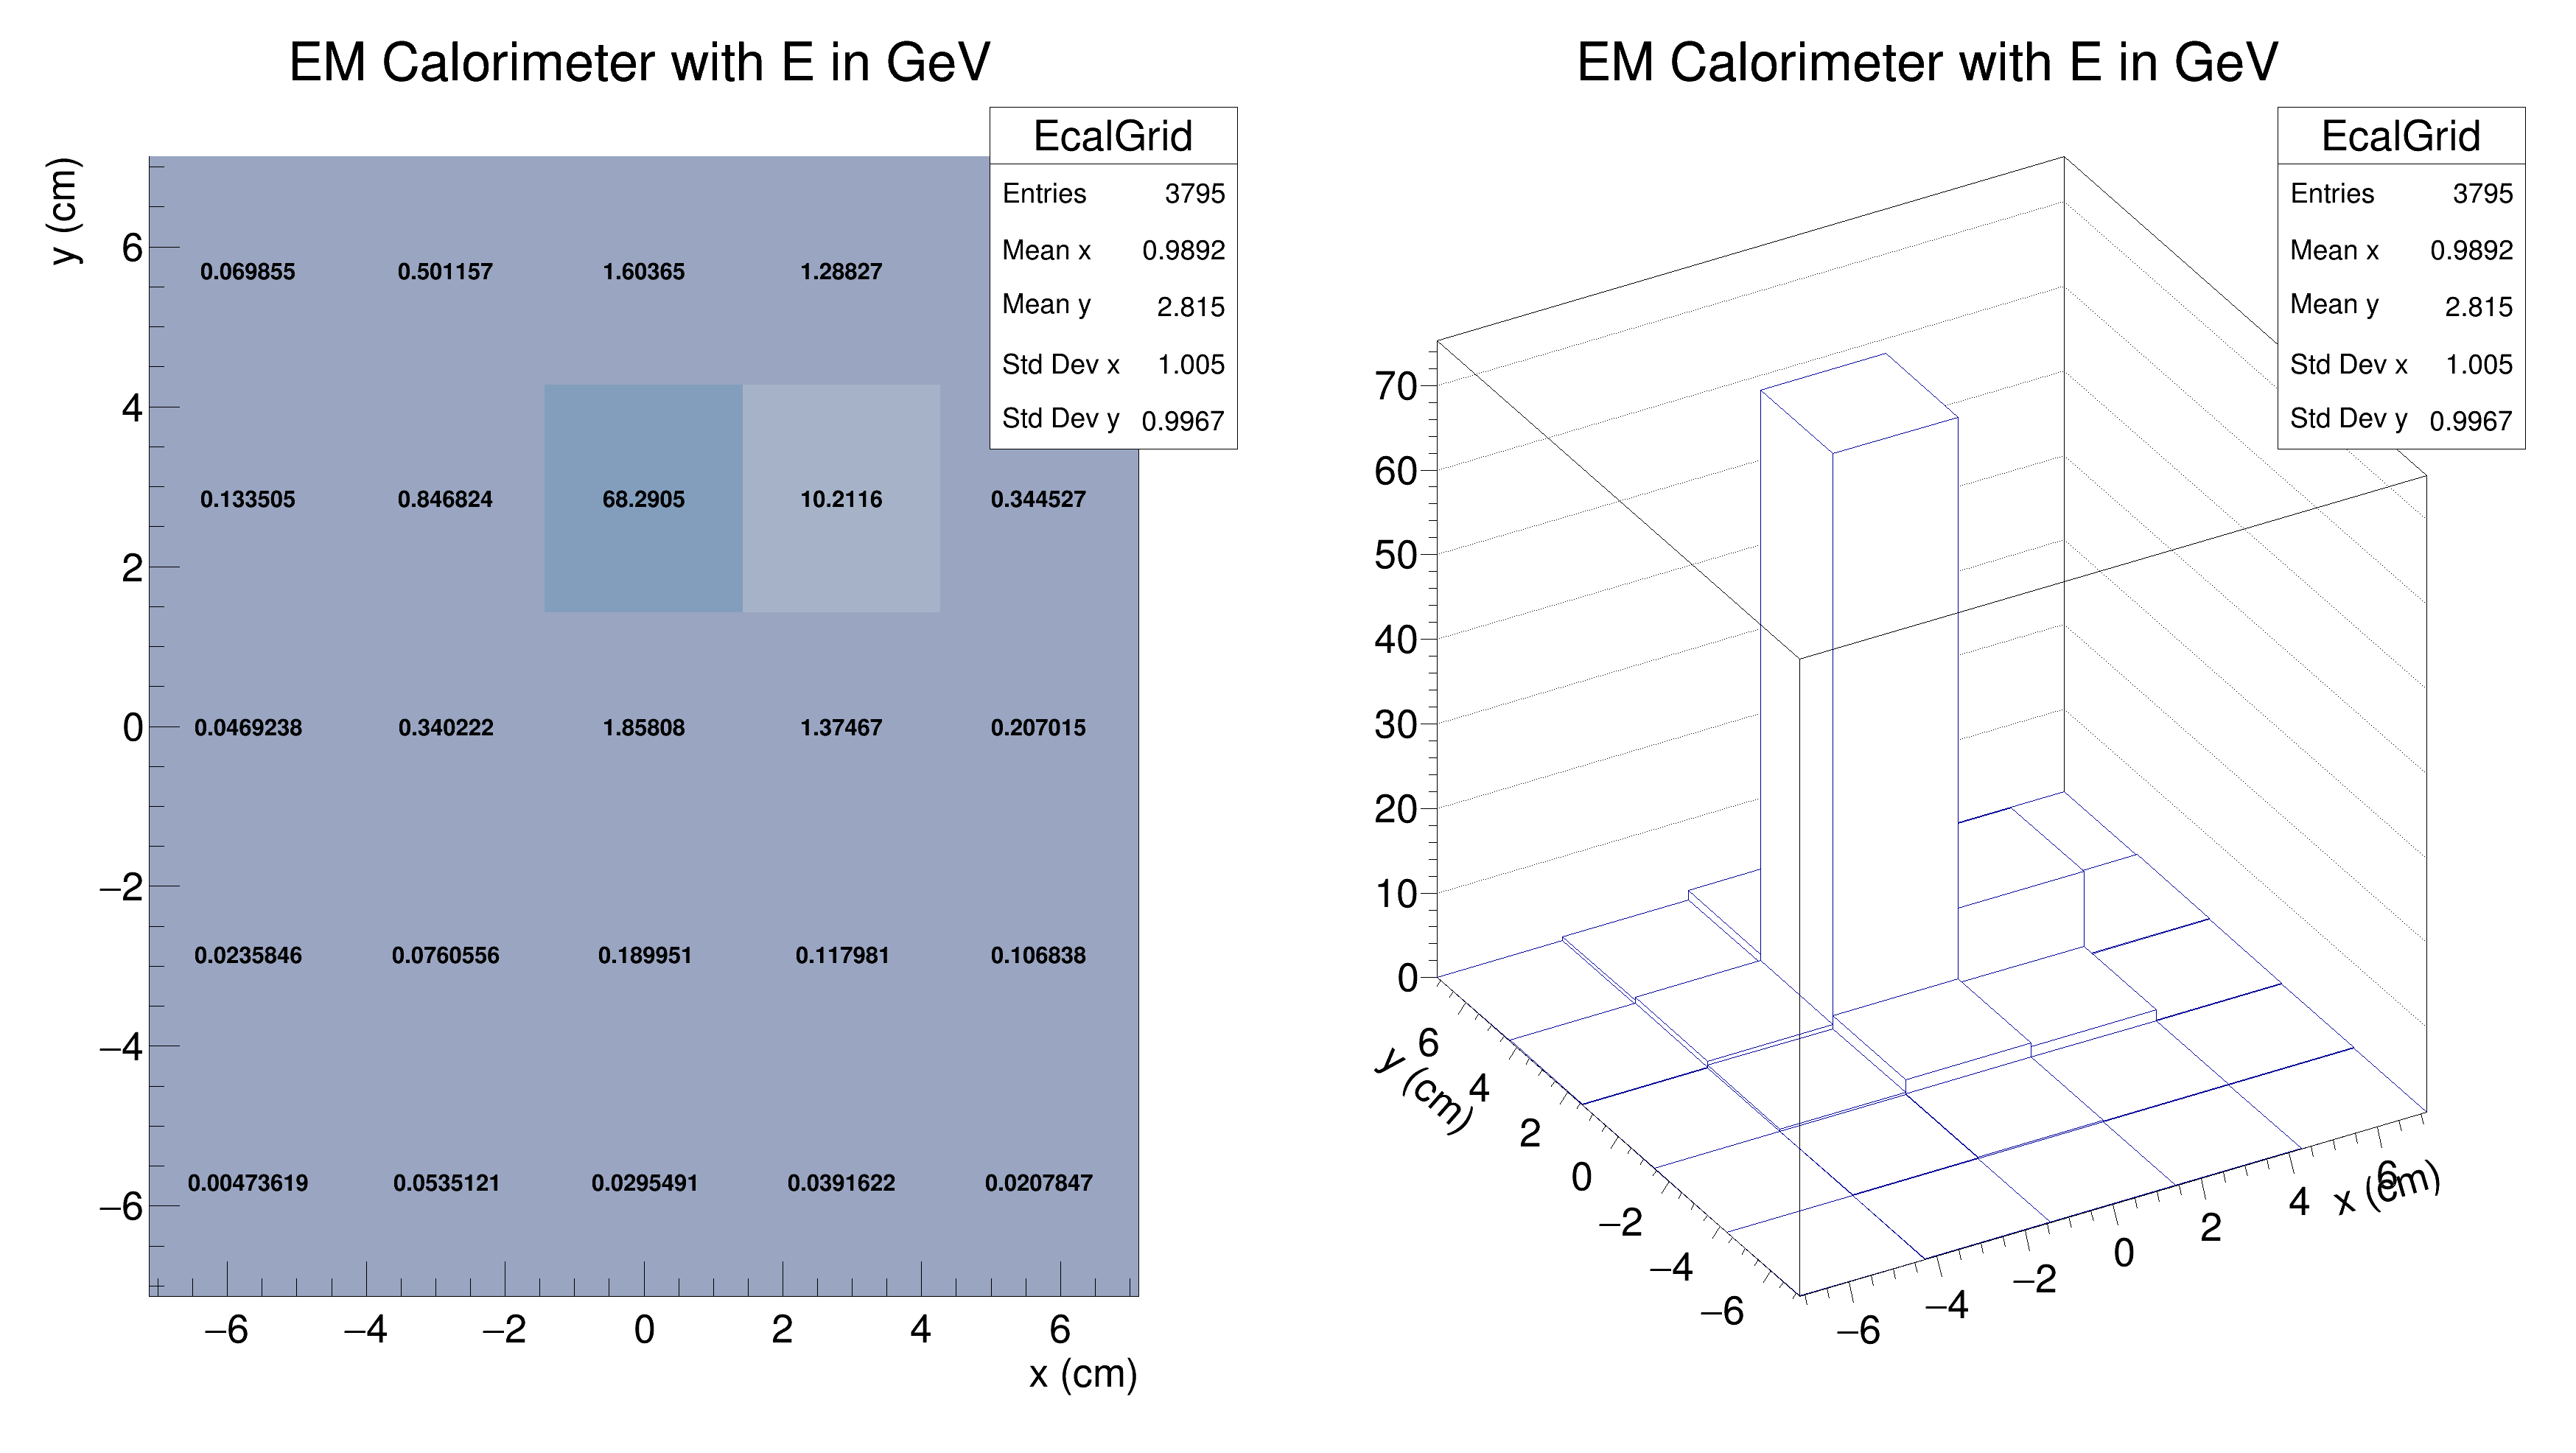 EM Calorimeter with E in GeV
EcalGrid
Entries 3795
Mean x 0.9892
Mean y 2.815
Std Dev x 1.005
Std Dev y 0.9967
y (cm)
6
4
2
0
−2
−4
−6
0.069855 0.501157 1.60365 1.28827
0.133505 0.846824 68.2905 10.2116 0.344527
0.0469238 0.340222 1.85808 1.37467 0.207015
0.0235846 0.0760556 0.189951 0.117981 0.106838
0.00473619 0.0535121 0.0295491 0.0391622 0.0207847
−6 −4 −2 0 2 4 6
x (cm)
EM Calorimeter with E in GeV
EcalGrid
Entries 3795
Mean x 0.9892
Mean y 2.815
Std Dev x 1.005
Std Dev y 0.9967
70
60
50
40
30
20
10
0
y (cm)
6
4
2
0
−2
−4
−6
−6 −4 −2 0 2 4 6
x (cm)